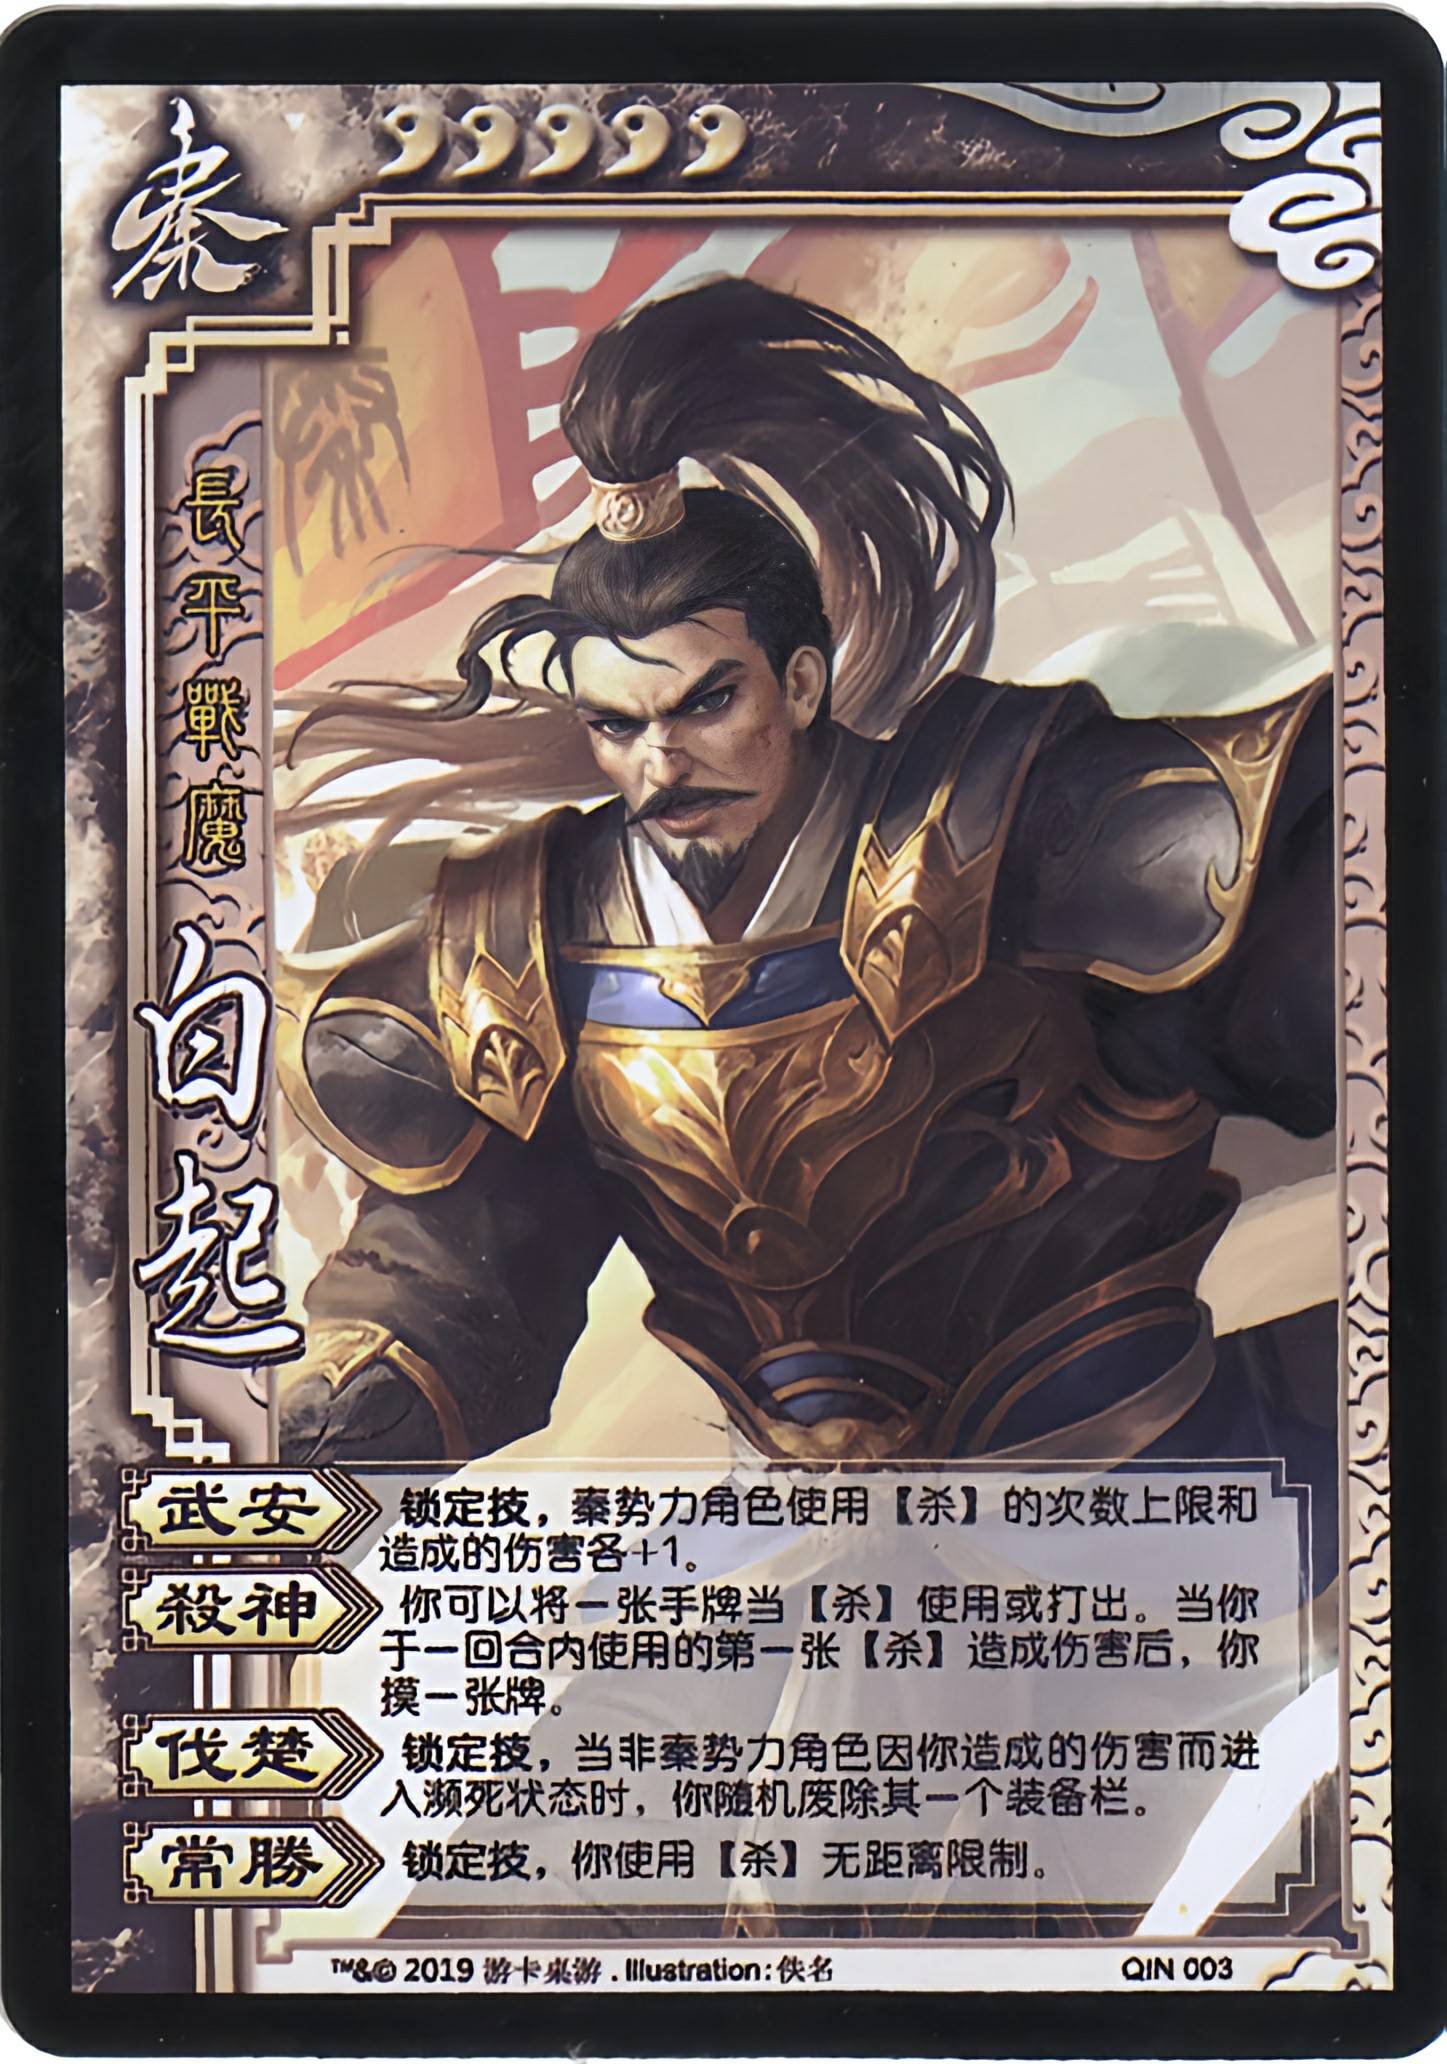 秦
長平戰魔
白起
武安
锁定技，秦势力角色使用【杀】的次数上限和
造成的伤害各+1。
殺神
你可以将一张手牌当【杀】使用或打出。当你
于一回合内使用的第一张【杀】造成伤害后，你
摸一张牌。
伐楚
锁定技，当非秦势力角色因你造成的伤害而进
入濒死状态时，你随机废除其一个装备栏。
常勝
锁定技，你使用【杀】无距离限制。
™&© 2019 游卡桌游 . Illustration:佚名
QIN 003